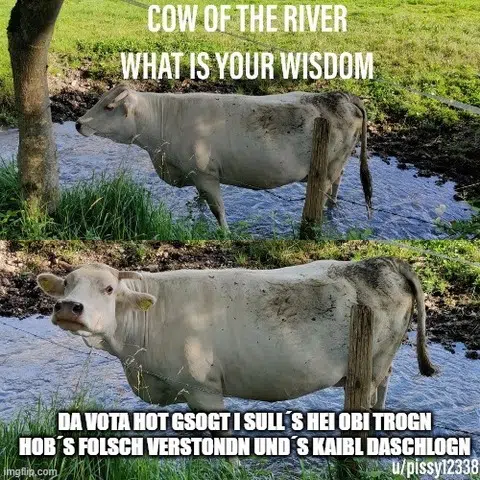 COW OF THE RIVER
WHAT IS YOUR WISDOM
DA VOTA HOT GSOGT I SULL´S HEI OBI TROGN
HOB´S FOLSCH VERSTONDN UND´S KAIBL DASCHLOGN
u/pissy12338
imgflip.com